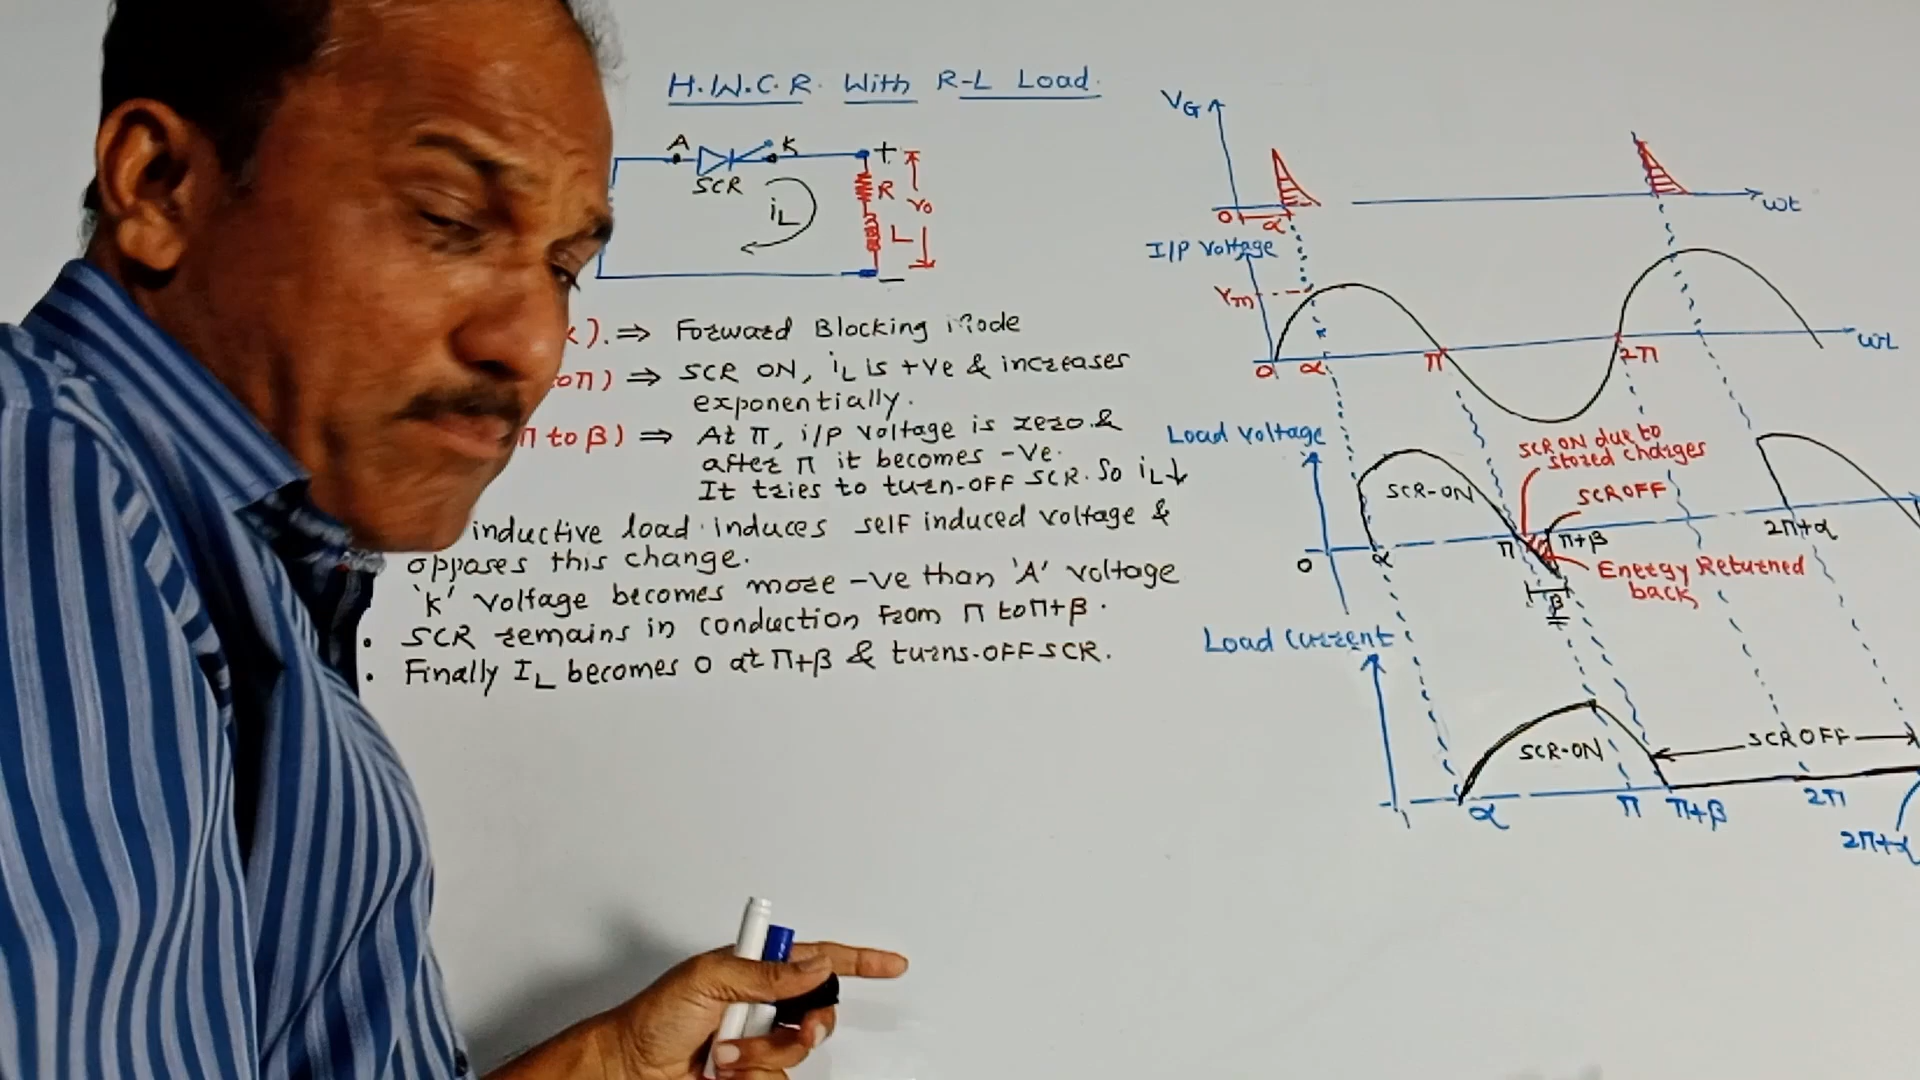 H.W.C.R. With R-L Load.
A
K
SCR
iL
+
R
L
vo
−
α). ⇒ Forward Blocking Mode
to π) ⇒ SCR ON, iL is +ve & increases
exponentially.
π to β) ⇒ At π, i/p voltage is zero &
after π it becomes -ve.
It tries to turn-OFF SCR. So iL↓
inductive load induces self induced voltage &
opposes this change.
'K' voltage becomes more -ve than 'A' voltage
• SCR remains in conduction from π to π+β.
• Finally IL becomes 0 at π+β & turns-OFF SCR.
VG
0
α
ωt
I/P voltage
Vm
0
α
π
2π
ωt
Load voltage
SCR-ON
SCR ON due to
stored charges
SCR OFF
0
α
π
π+β
2π+α
Energy Returned
back
β
Load current
SCR-ON
SCR OFF
α
π
π+β
2π
2π+α